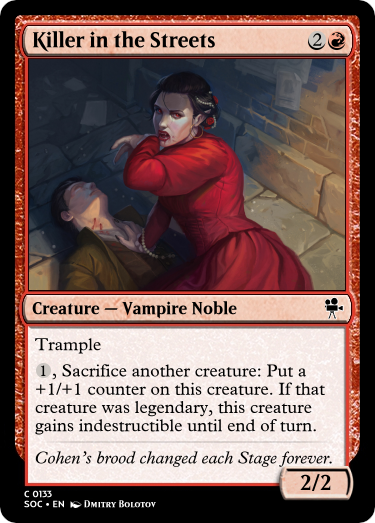 Killer in the Streets 2
Creature — Vampire Noble
Trample
1, Sacrifice another creature: Put a
+1/+1 counter on this creature. If that
creature was legendary, this creature
gains indestructible until end of turn.
Cohen's brood changed each Stage forever.
2/2
C 0133
SOC • EN Dmitry Bolotov